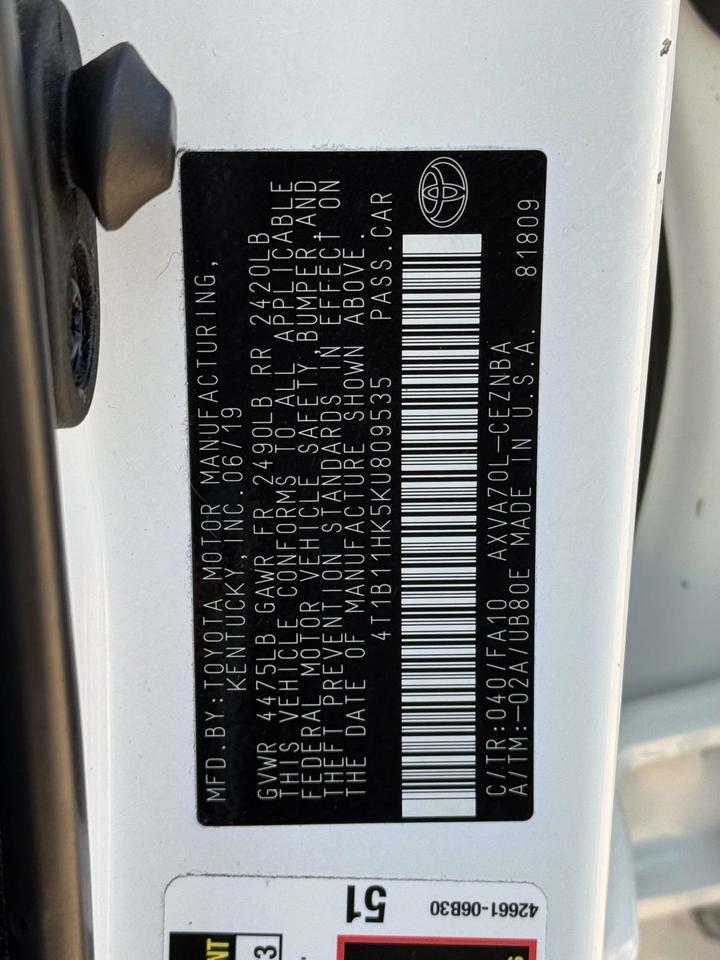 MFD.BY:TOYOTA MOTOR MANUFACTURING,
KENTUCKY, INC.06/19
GVWR 4475LB GAWR FR 2490LB RR 2420LB
THIS VEHICLE CONFORMS TO ALL APPLICABLE
FEDERAL MOTOR VEHICLE SAFETY, BUMPER, AND
THEFT PREVENTION STANDARDS IN EFFECT ON
THE DATE OF MANUFACTURE SHOWN ABOVE.
4T1B11HK5KU809535 PASS.CAR
C/TR:040/FA10 AXVA70L-CEZNBA
A/TM:-02A/UB80E MADE IN U.S.A. 81809
51
42661-06B30
NT
3